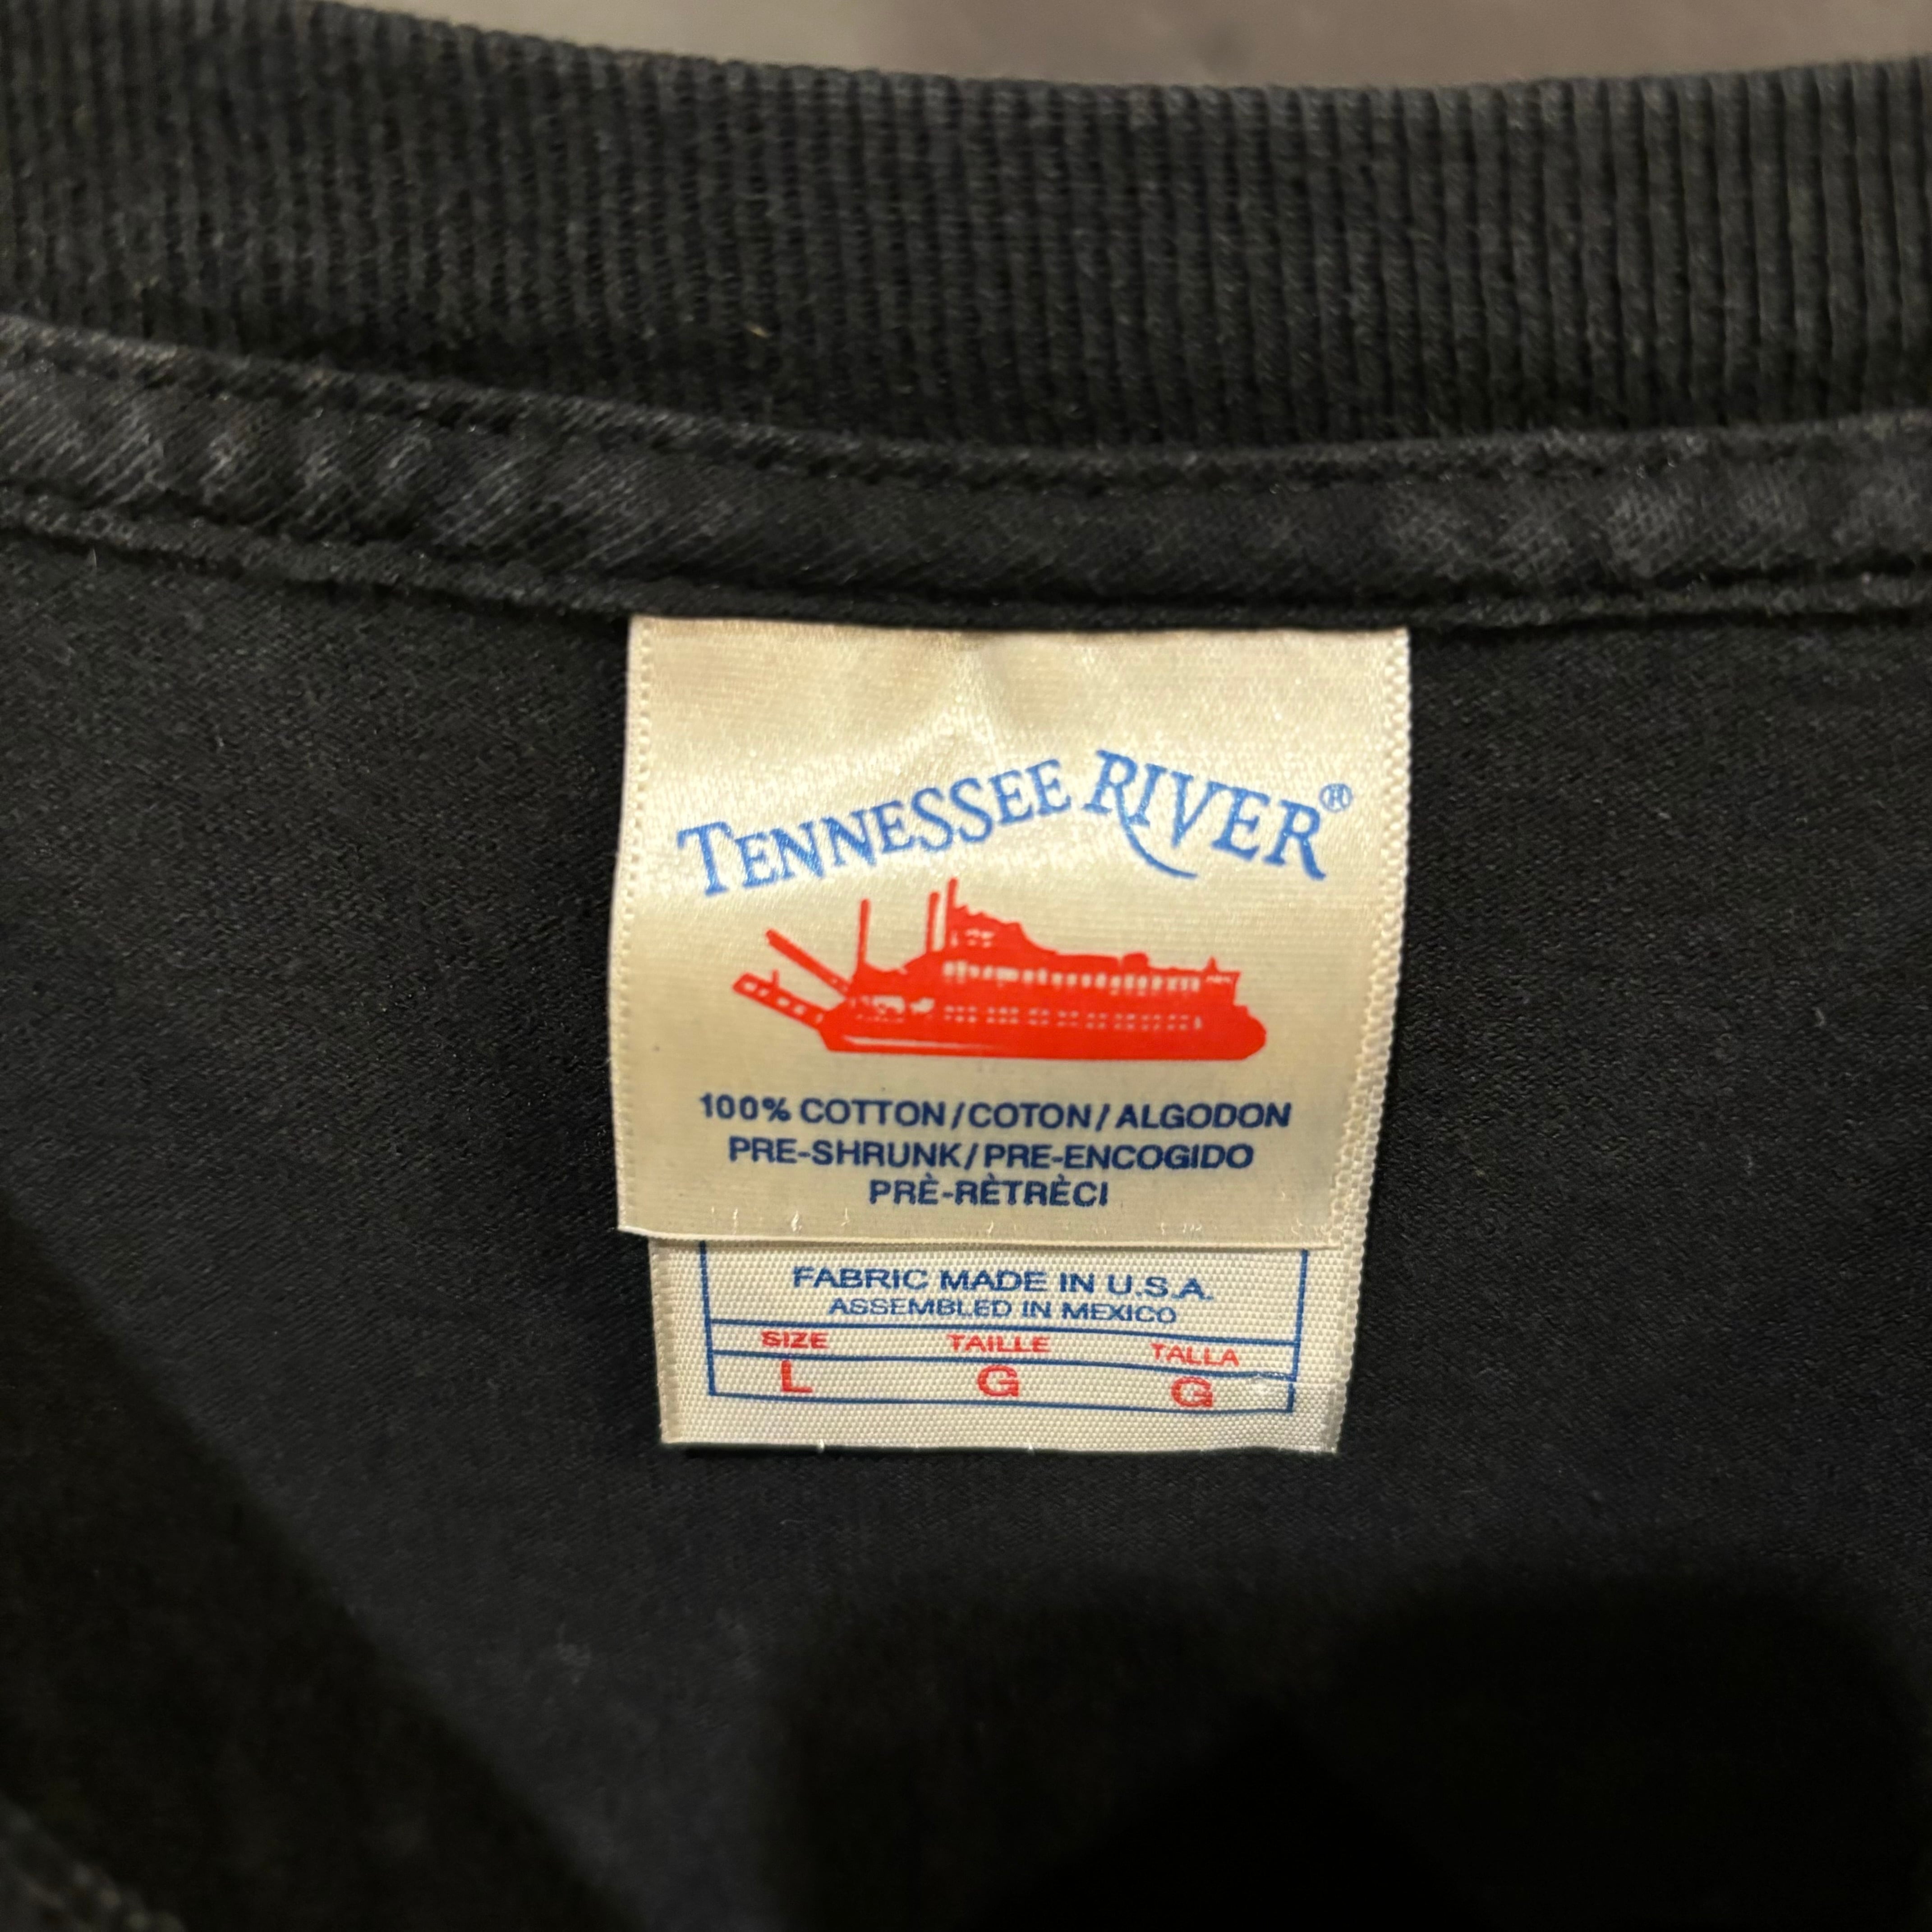 TENNESSEE RIVER®
100% COTTON/COTON/ALGODON
PRE-SHRUNK/PRE-ENCOGIDO
PRÈ-RÈTRÈCI
FABRIC MADE IN U.S.A.
ASSEMBLED IN MEXICO
SIZE TAILLE TALLA
L G G